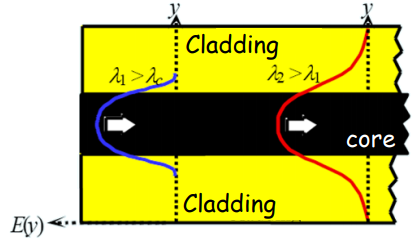 y
y
Cladding
λ1 > λc
λ2 > λ1
core
Cladding
E(y)